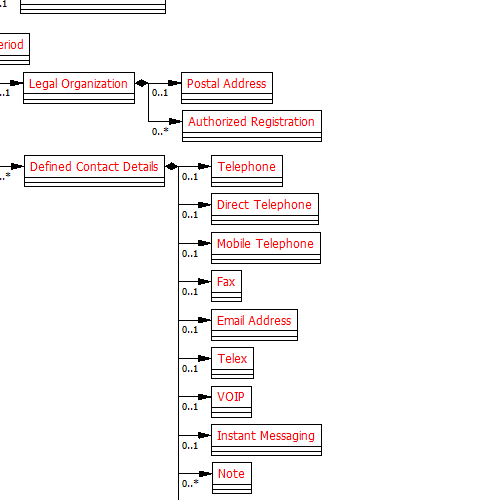 ..1
eriod
Legal Organization
Postal Address
..1
0..1
Authorized Registration
0..*
Defined Contact Details
Telephone
..*
0..1
Direct Telephone
0..1
Mobile Telephone
0..1
Fax
0..1
Email Address
0..1
Telex
0..1
VOIP
0..1
Instant Messaging
0..1
Note
0..*